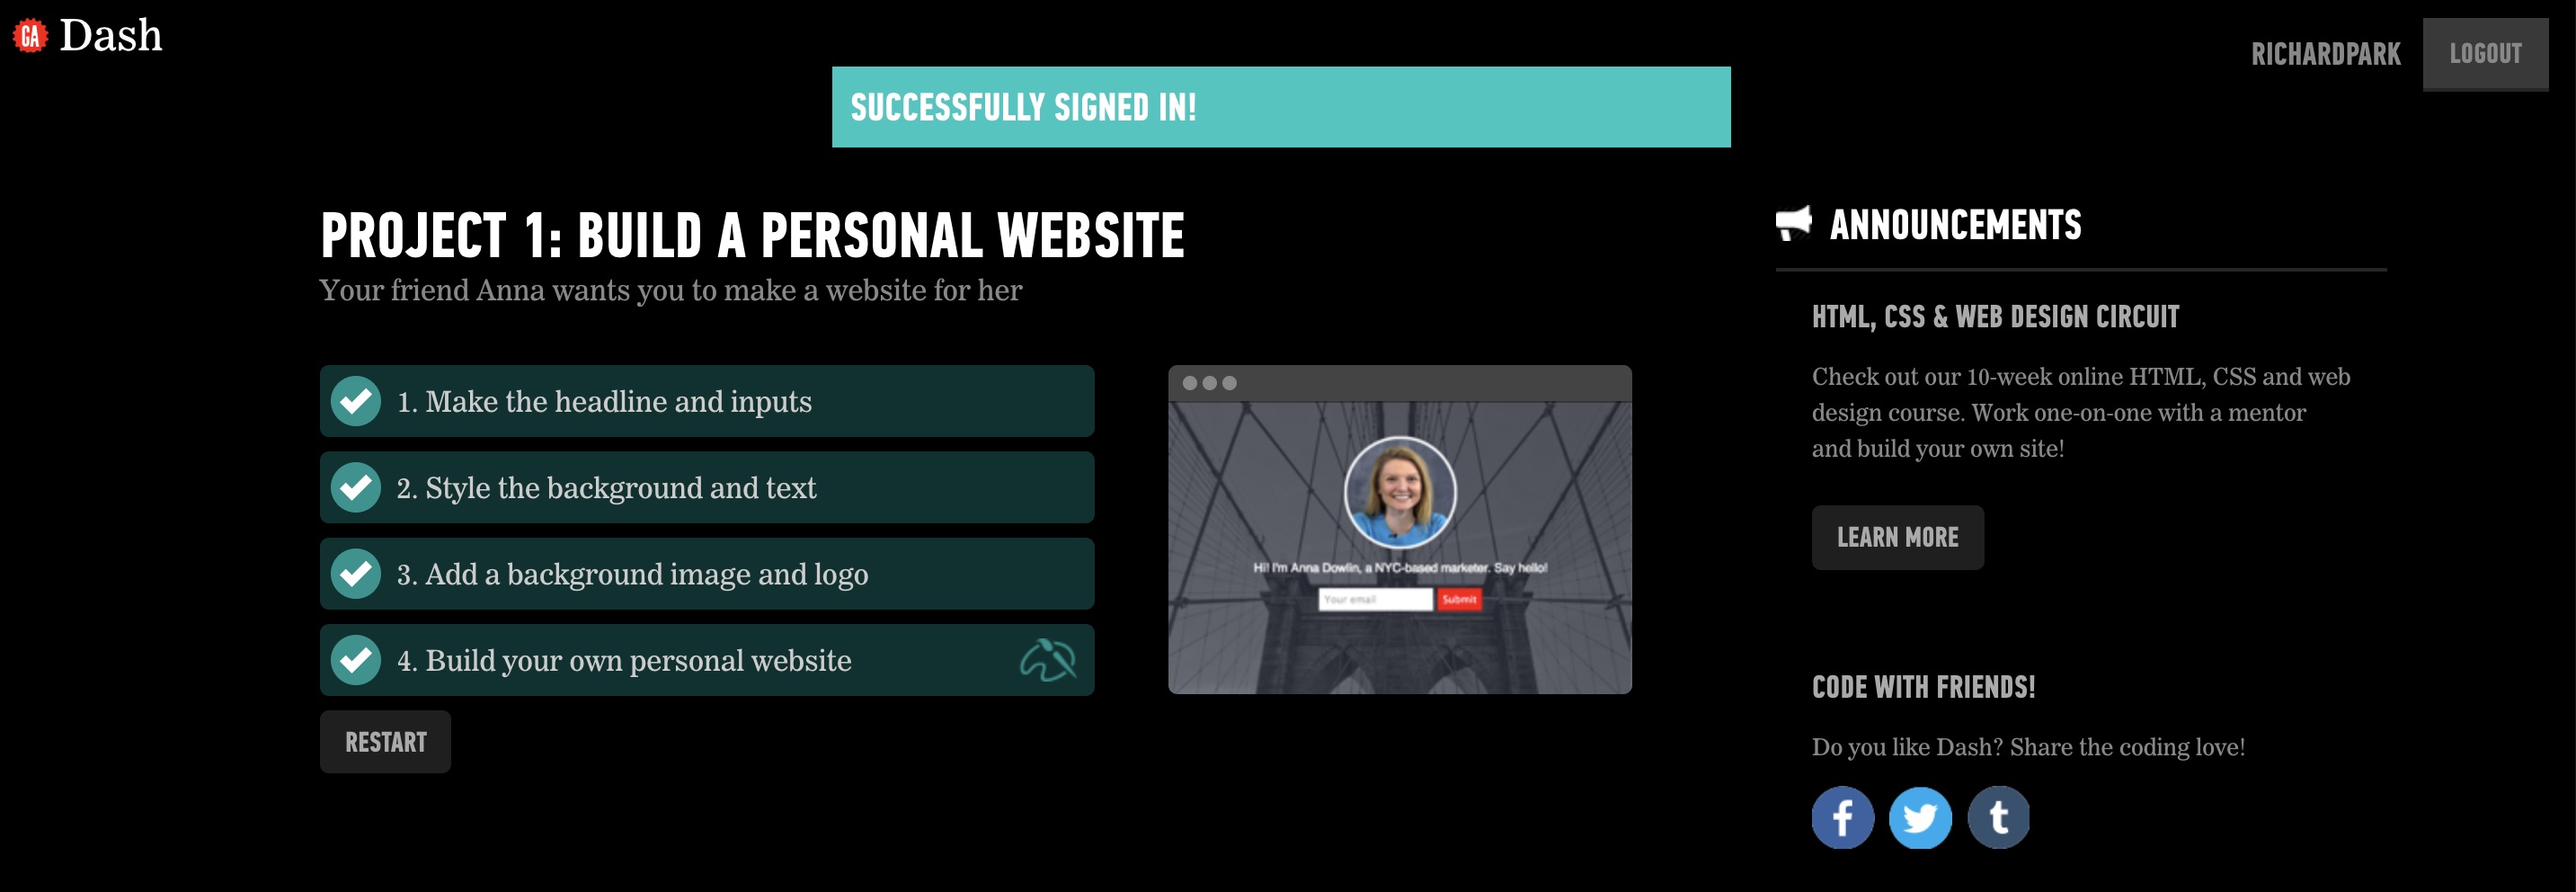 GA Dash
RICHARDPARK
LOGOUT
SUCCESSFULLY SIGNED IN!
PROJECT 1: BUILD A PERSONAL WEBSITE
Your friend Anna wants you to make a website for her
1. Make the headline and inputs
2. Style the background and text
3. Add a background image and logo
4. Build your own personal website
RESTART
Hi! I'm Anna Dowlin, a NYC-based marketer. Say hello!
Your email
Submit
ANNOUNCEMENTS
HTML, CSS & WEB DESIGN CIRCUIT
Check out our 10-week online HTML, CSS and web
design course. Work one-on-one with a mentor
and build your own site!
LEARN MORE
CODE WITH FRIENDS!
Do you like Dash? Share the coding love!